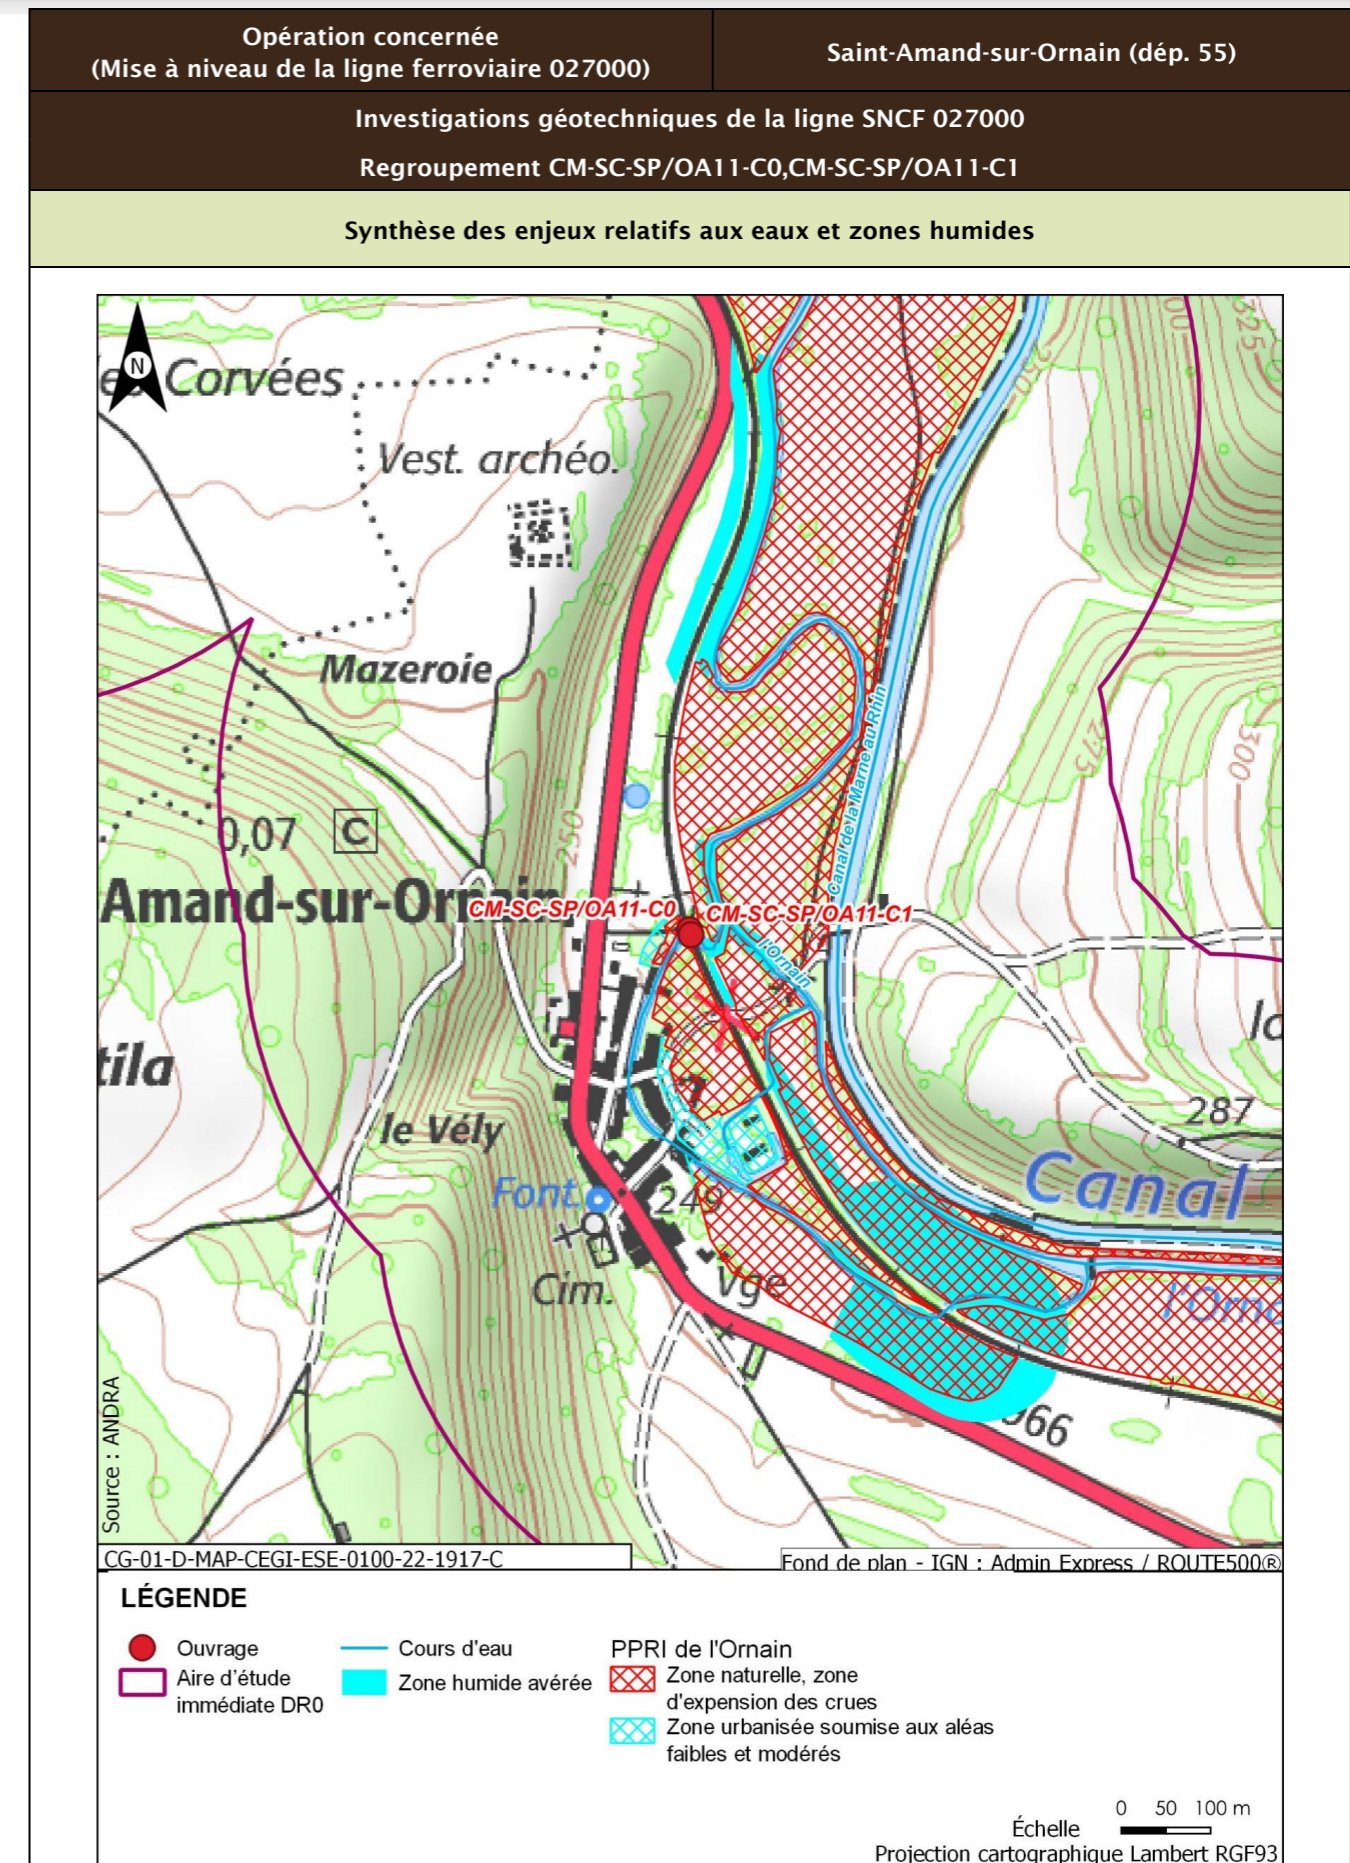 Opération concernée
(Mise à niveau de la ligne ferroviaire 027000)
Saint-Amand-sur-Ornain (dép. 55)
Investigations géotechniques de la ligne SNCF 027000
Regroupement CM-SC-SP/OA11-C0,CM-SC-SP/OA11-C1
Synthèse des enjeux relatifs aux eaux et zones humides
N
Corvées
Vest. archéo.
325
250
Mazeroie
275
300
Canal de la Marne au Rhin
0,07
C
250
Amand-sur-Ornain
CM-SC-SP/OA11-C0
CM-SC-SP/OA11-C1
l'Ornain
tila
le Vély
287
Canal
Font.
249
Cim.
Vge
l'Orna
966
Source : ANDRA
CG-01-D-MAP-CEGI-ESE-0100-22-1917-C
Fond de plan - IGN : Admin Express / ROUTE500®
LÉGENDE
Ouvrage
Aire d'étude
immédiate DR0
Cours d'eau
Zone humide avérée
PPRI de l'Ornain
Zone naturelle, zone
d'expension des crues
Zone urbanisée soumise aux aléas
faibles et modérés
0 50 100 m
Échelle
Projection cartographique Lambert RGF93